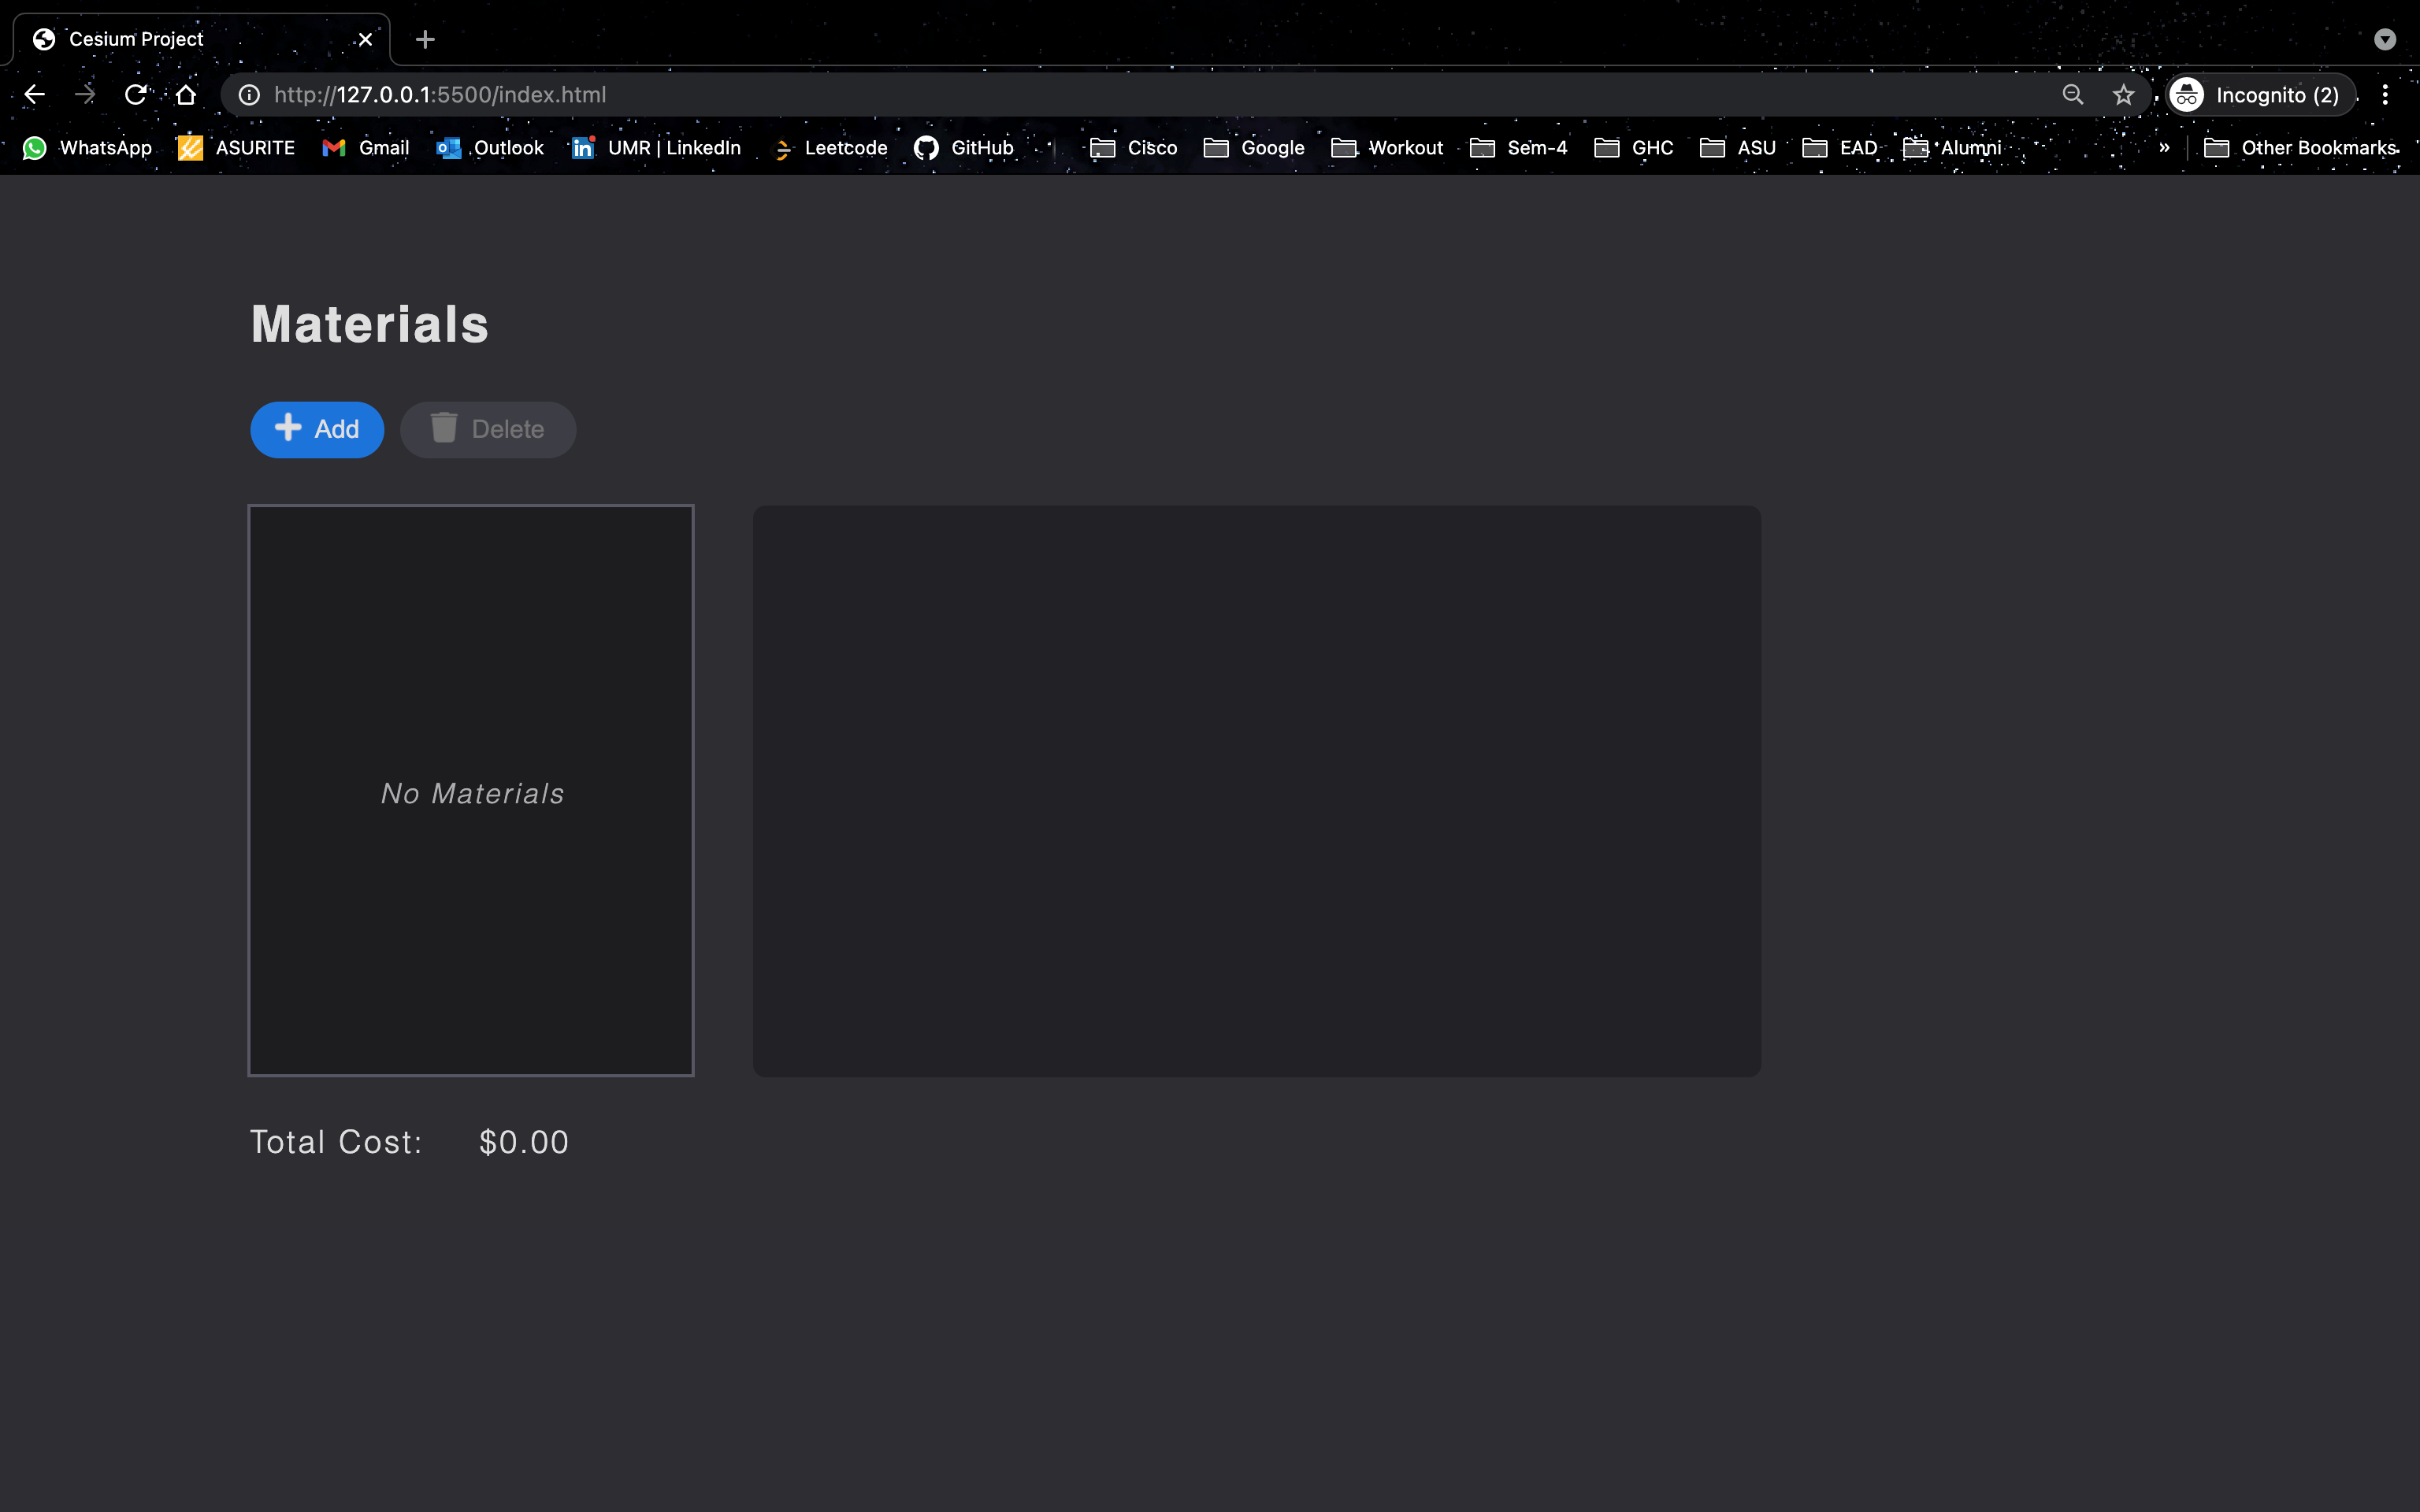 Cesium Project
http://127.0.0.1:5500/index.html
Incognito (2)
WhatsApp ASURITE Gmail Outlook UMR | LinkedIn Leetcode GitHub Cisco Google Workout Sem-4 GHC ASU EAD Alumni » Other Bookmarks
Materials
Add Delete
No Materials
Total Cost: $0.00